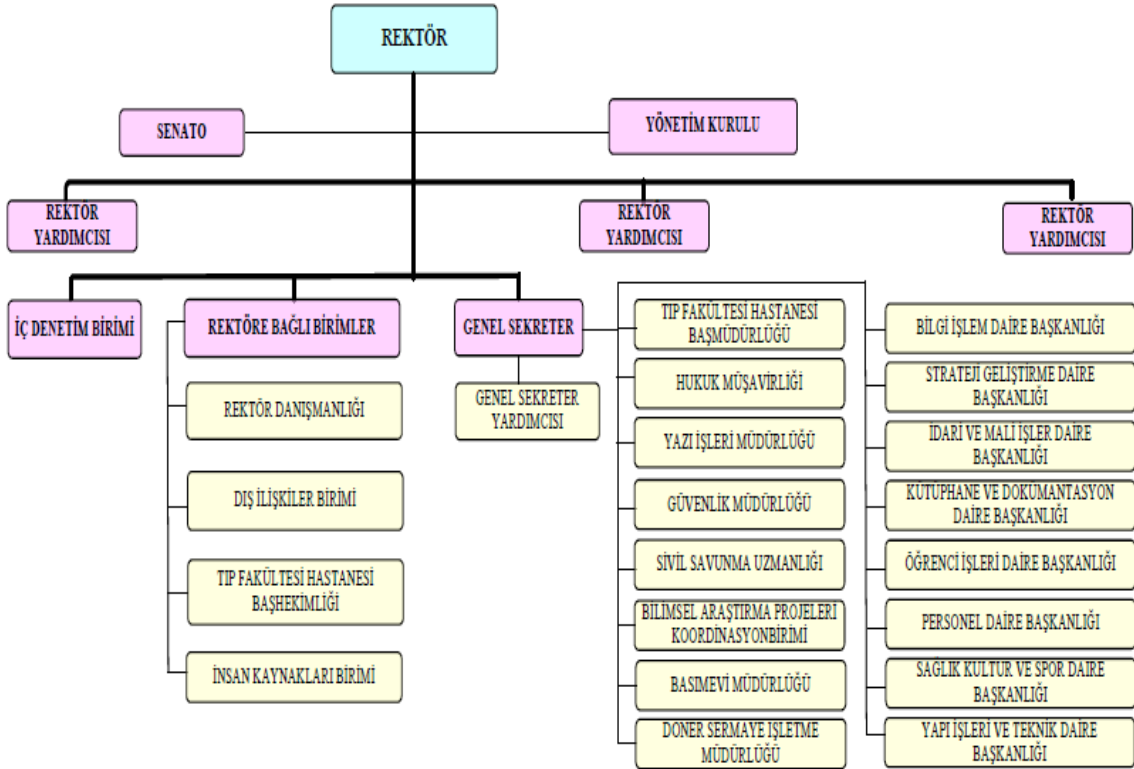 REKTÖR
SENATO
YÖNETİM KURULU
REKTÖR
YARDIMCISI
REKTÖR
YARDIMCISI
REKTÖR
YARDIMCISI
İÇ DENETİM BİRİMİ
REKTÖRE BAĞLI BİRİMLER
REKTÖR DANIŞMANLIĞI
DIŞ İLİŞKİLER BİRİMİ
TIP FAKÜLTESİ HASTANESİ
BAŞHEKİMLİĞİ
İNSAN KAYNAKLARI BİRİMİ
GENEL SEKRETER
GENEL SEKRETER
YARDIMCISI
TIP FAKÜLTESİ HASTANESİ
BAŞMÜDÜRLÜĞÜ
HUKUK MÜŞAVİRLİĞİ
YAZI İŞLERİ MÜDÜRLÜĞÜ
GÜVENLİK MÜDÜRLÜĞÜ
SİVİL SAVUNMA UZMANLIĞI
BİLİMSEL ARAŞTIRMA PROJELERİ
KOORDİNASYONBİRİMİ
BASIMEVİ MÜDÜRLÜĞÜ
DÖNER SERMAYE İŞLETME
MÜDÜRLÜĞÜ
BİLGİ İŞLEM DAİRE BAŞKANLIĞI
STRATEJİ GELİŞTİRME DAİRE
BAŞKANLIĞI
İDARİ VE MALİ İŞLER DAİRE
BAŞKANLIĞI
KÜTÜPHANE VE DOKÜMANTASYON
DAİRE BAŞKANLIĞI
ÖĞRENCİ İŞLERİ DAİRE BAŞKANLIĞI
PERSONEL DAİRE BAŞKANLIĞI
SAĞLIK KÜLTÜR VE SPOR DAİRE
BAŞKANLIĞI
YAPI İŞLERİ VE TEKNİK DAİRE
BAŞKANLIĞI